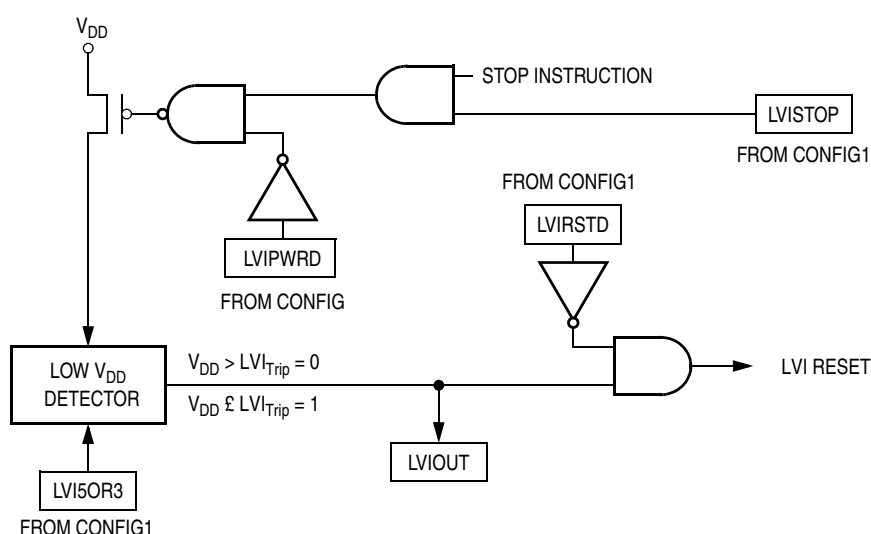 VDD
STOP INSTRUCTION
LVISTOP
FROM CONFIG1
FROM CONFIG1
LVIRSTD
LVIPWRD
FROM CONFIG
LOW VDD
DETECTOR
VDD > LVITrip = 0
VDD £ LVITrip = 1
LVI RESET
LVIOUT
LVI5OR3
FROM CONFIG1